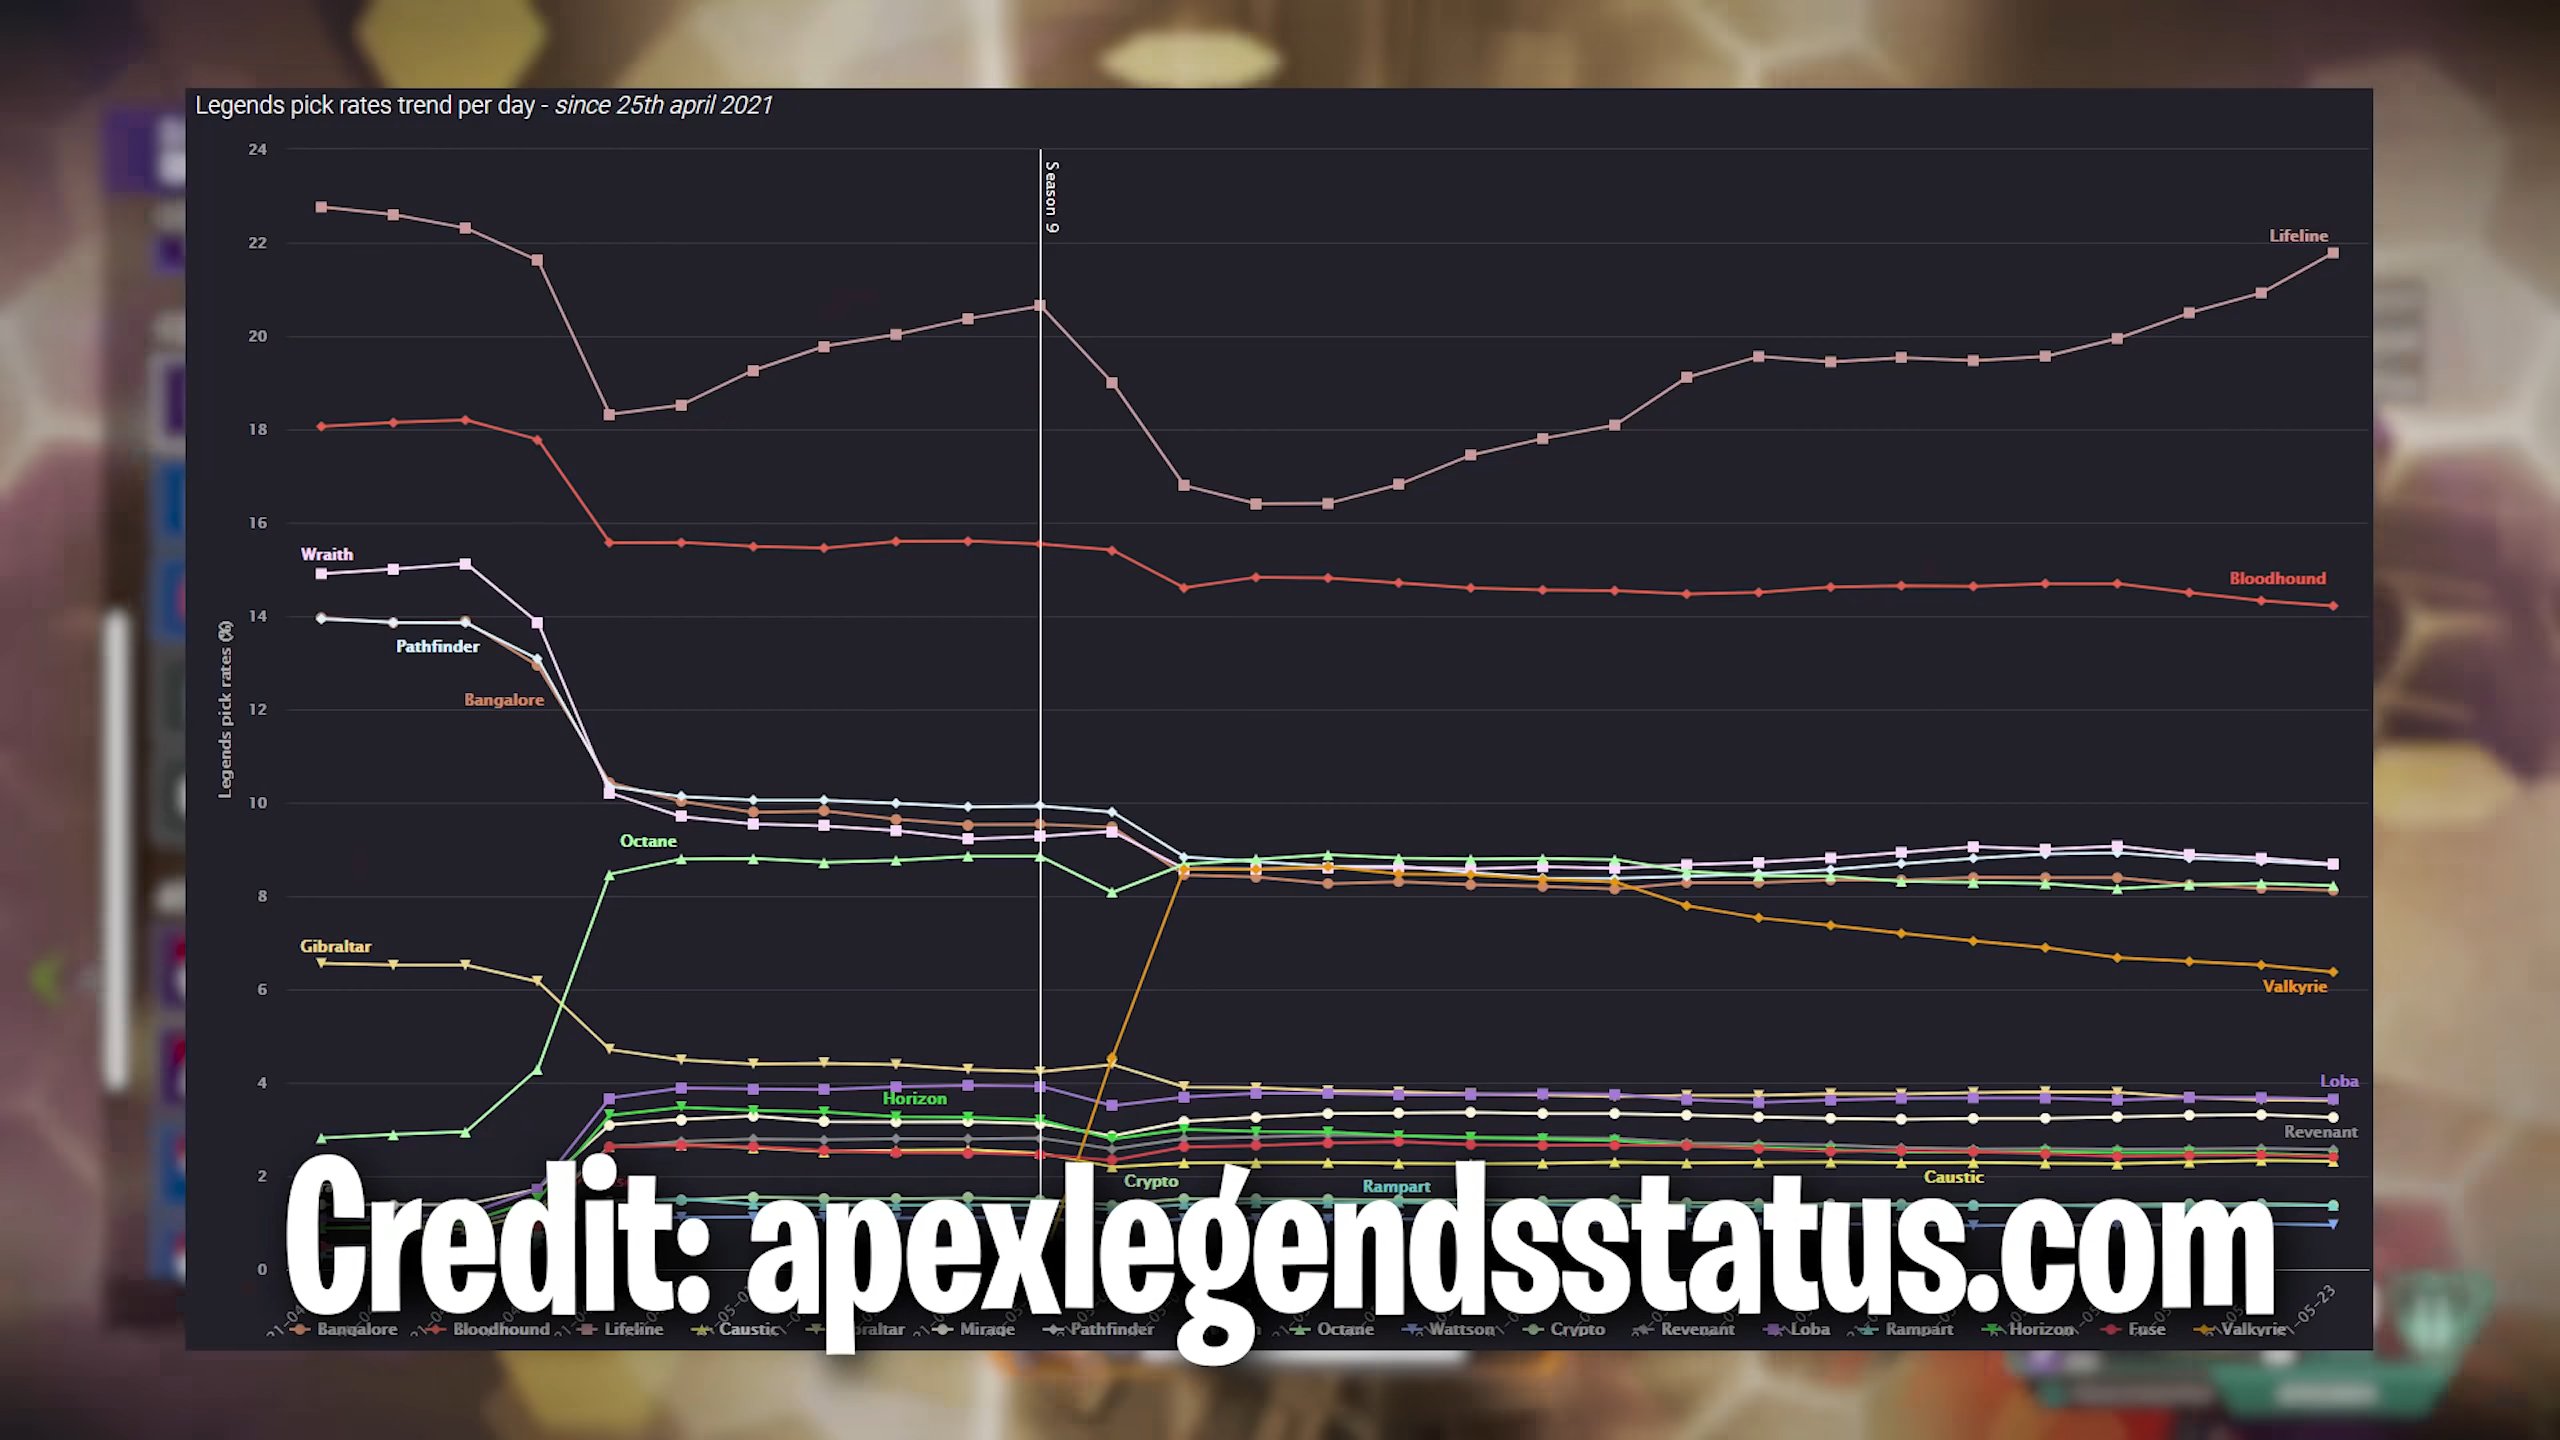 Legends pick rates trend per day - since 25th april 2021
24
22
20
18
16
14
12
10
8
6
4
2
0
Legends pick rates (%)
Season 9
Lifeline
Bloodhound
Wraith
Pathfinder
Bangalore
Octane
Gibraltar
Valkyrie
Loba
Horizon
Revenant
Crypto
Rampart
Caustic
Credit: apexlegendsstatus.com
Bangalore Bloodhound Lifeline Caustic Mirage Pathfinder Octane Wattson Crypto Revenant Loba Rampart Horizon Fuse Valkyrie